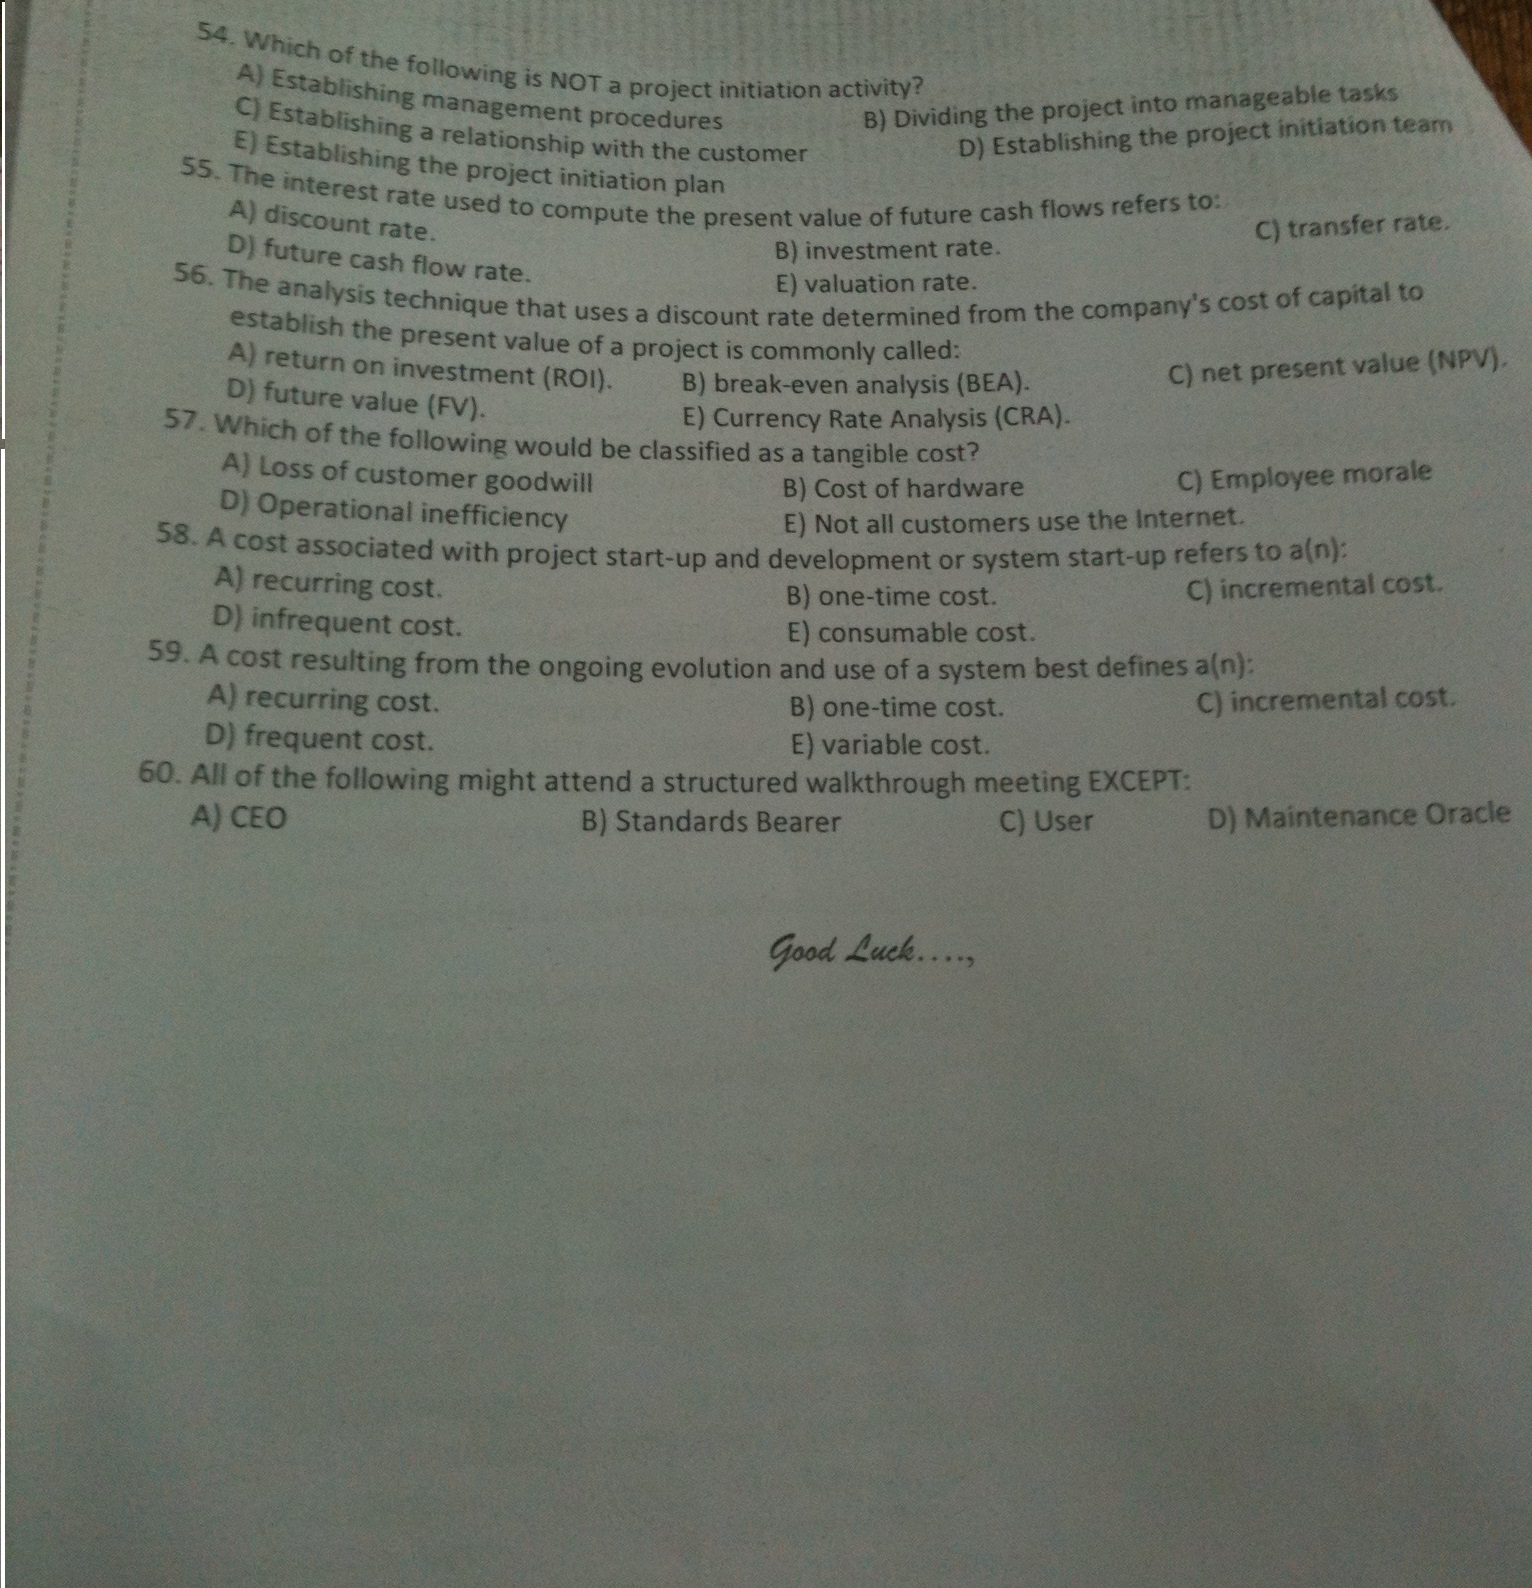 54. Which of the following is NOT a project initiation activity?
A) Establishing management procedures B) Dividing the project into manageable tasks
C) Establishing a relationship with the customer D) Establishing the project initiation team
E) Establishing the project initiation plan
55. The interest rate used to compute the present value of future cash flows refers to:
A) discount rate. B) investment rate. C) transfer rate.
D) future cash flow rate. E) valuation rate.
56. The analysis technique that uses a discount rate determined from the company's cost of capital to
establish the present value of a project is commonly called:
A) return on investment (ROI). B) break-even analysis (BEA). C) net present value (NPV).
D) future value (FV). E) Currency Rate Analysis (CRA).
57. Which of the following would be classified as a tangible cost?
A) Loss of customer goodwill B) Cost of hardware C) Employee morale
D) Operational inefficiency E) Not all customers use the Internet.
58. A cost associated with project start-up and development or system start-up refers to a(n):
A) recurring cost. B) one-time cost. C) incremental cost.
D) infrequent cost. E) consumable cost.
59. A cost resulting from the ongoing evolution and use of a system best defines a(n):
A) recurring cost. B) one-time cost. C) incremental cost.
D) frequent cost. E) variable cost.
60. All of the following might attend a structured walkthrough meeting EXCEPT:
A) CEO B) Standards Bearer C) User D) Maintenance Oracle
Good Luck....,